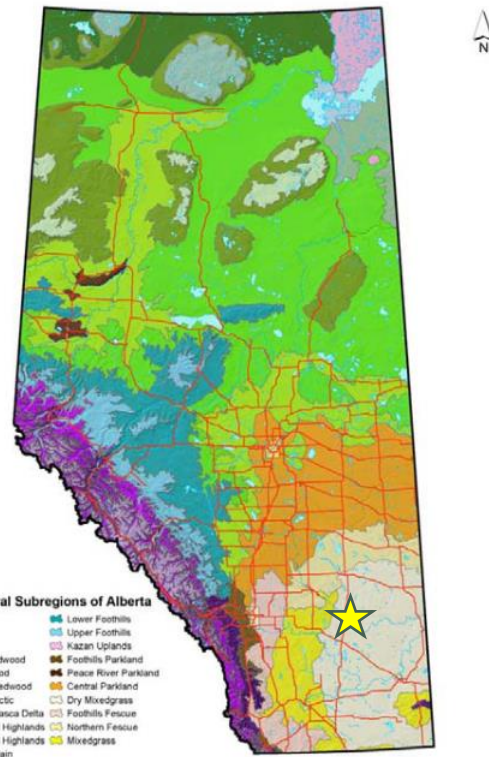 N
al Subregions of Alberta
Lower Foothills
Upper Foothills
Kazan Uplands
dwood Foothills Parkland
od Peace River Parkland
edwood Central Parkland
ctic Dry Mixedgrass
asca Delta Foothills Fescue
Highlands Northern Fescue
Highlands Mixedgrass
ain